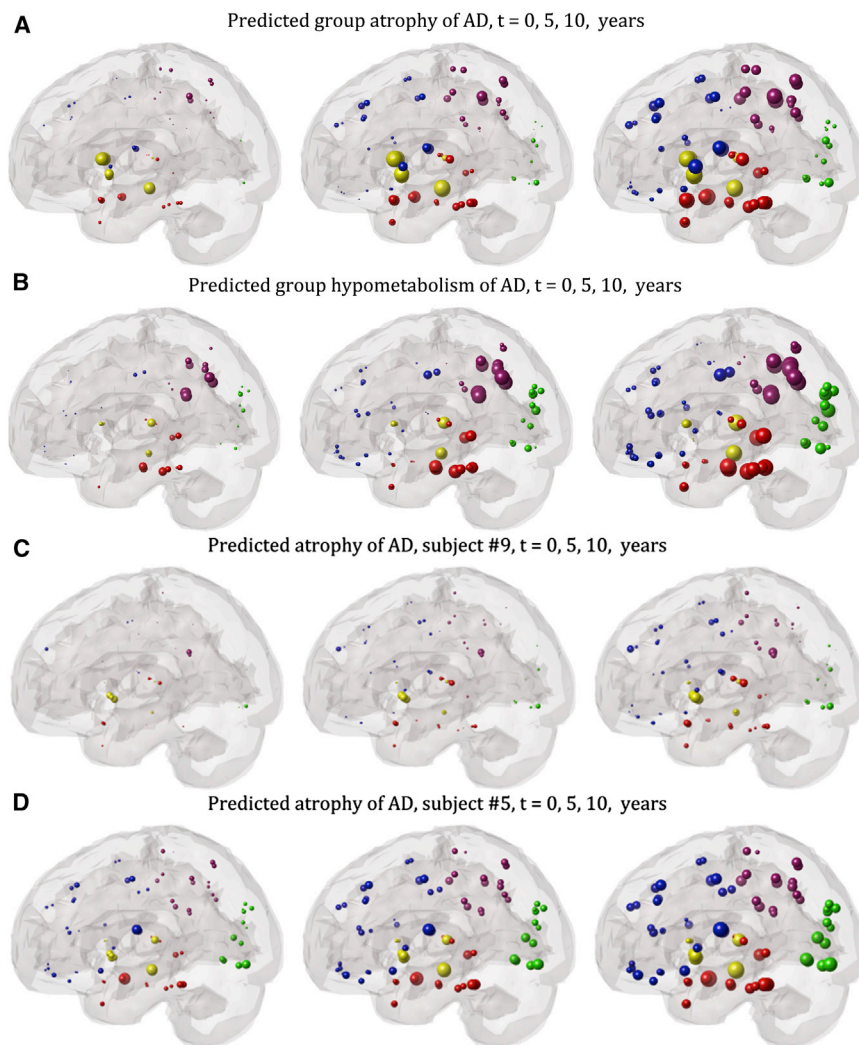 A
Predicted group atrophy of AD, t = 0, 5, 10, years
B
Predicted group hypometabolism of AD, t = 0, 5, 10, years
C
Predicted atrophy of AD, subject #9, t = 0, 5, 10, years
D
Predicted atrophy of AD, subject #5, t = 0, 5, 10, years